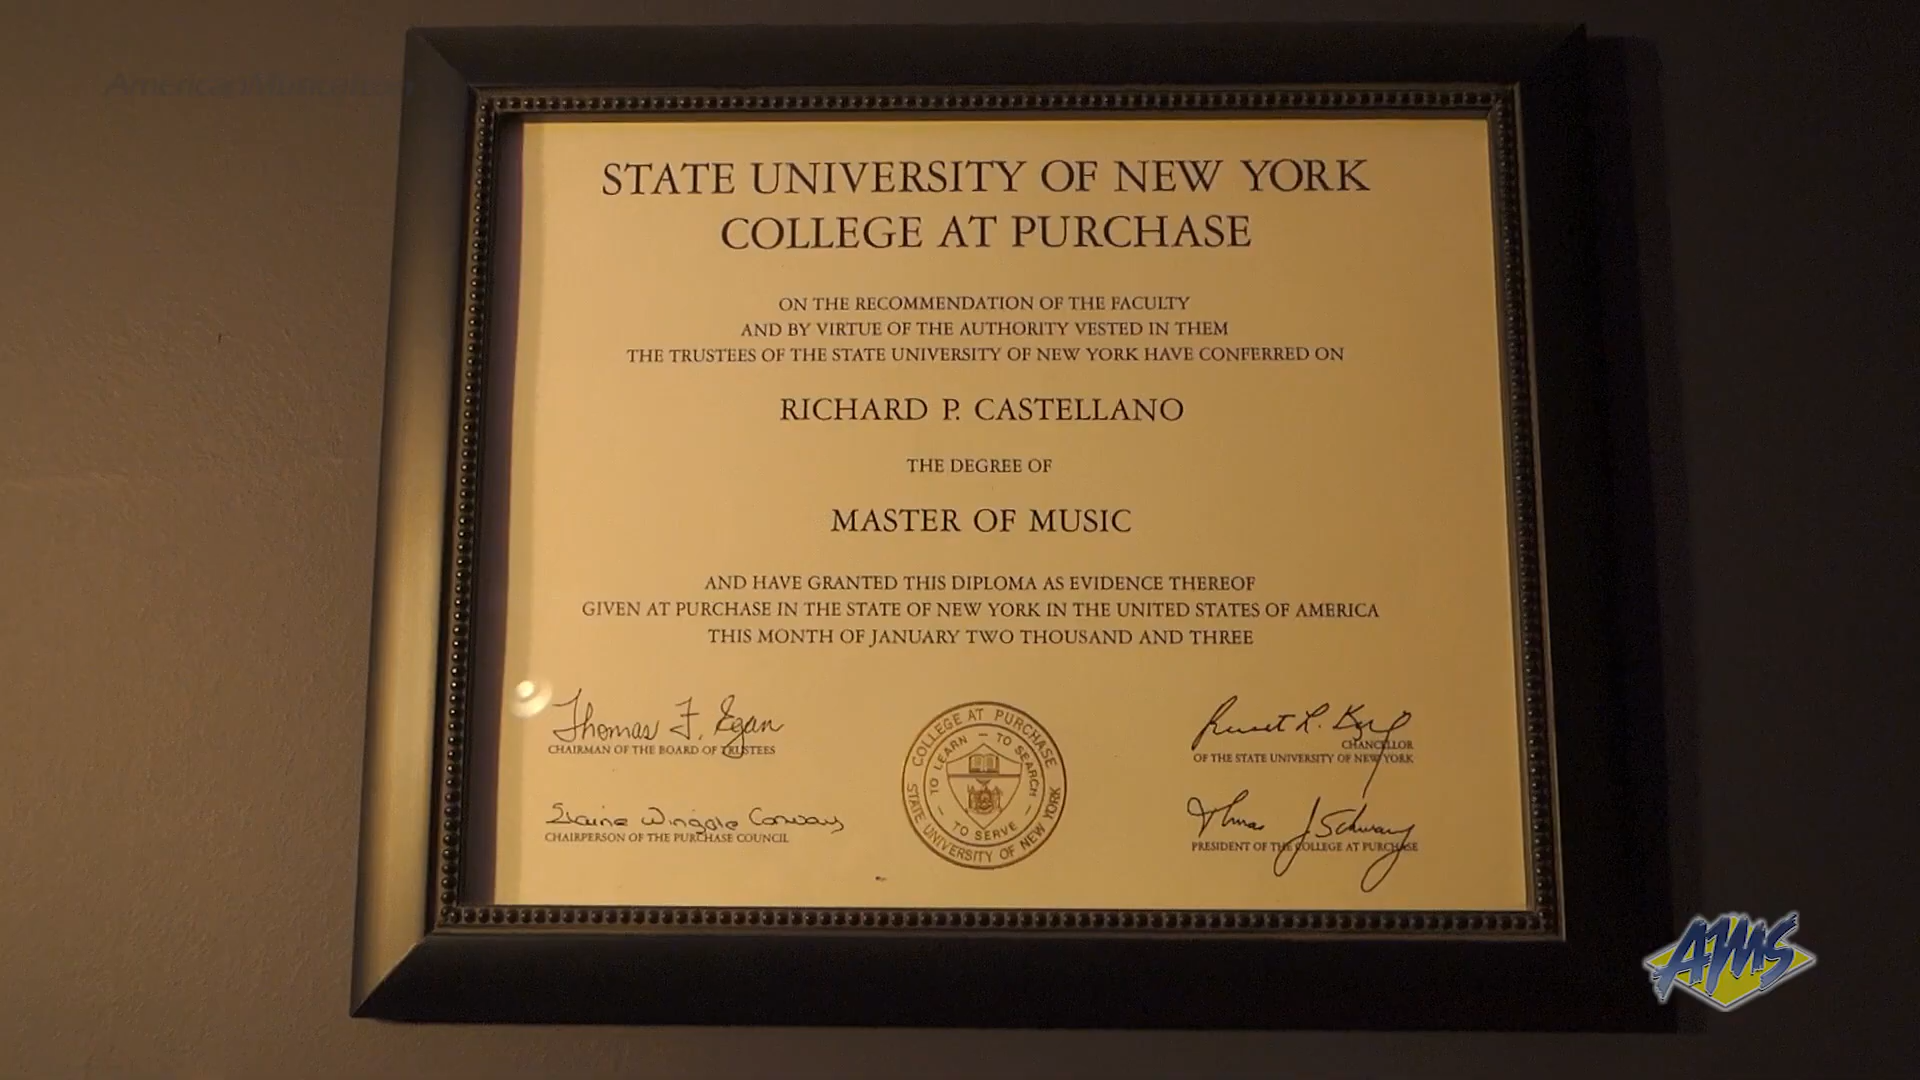 STATE UNIVERSITY OF NEW YORK
COLLEGE AT PURCHASE
ON THE RECOMMENDATION OF THE FACULTY
AND BY VIRTUE OF THE AUTHORITY VESTED IN THEM
THE TRUSTEES OF THE STATE UNIVERSITY OF NEW YORK HAVE CONFERRED ON
RICHARD P. CASTELLANO
THE DEGREE OF
MASTER OF MUSIC
AND HAVE GRANTED THIS DIPLOMA AS EVIDENCE THEREOF
GIVEN AT PURCHASE IN THE STATE OF NEW YORK IN THE UNITED STATES OF AMERICA
THIS MONTH OF JANUARY TWO THOUSAND AND THREE
Thomas F. Egan
CHAIRMAN OF THE BOARD OF TRUSTEES
CHANCELLOR
OF THE STATE UNIVERSITY OF NEW YORK
Conway
CHAIRPERSON OF THE PURCHASE COUNCIL
PRESIDENT OF THE COLLEGE AT PURCHASE
COLLEGE AT PURCHASE
STATE UNIVERSITY OF NEW YORK
TO LEARN – TO SEARCH – TO SERVE –
AMS